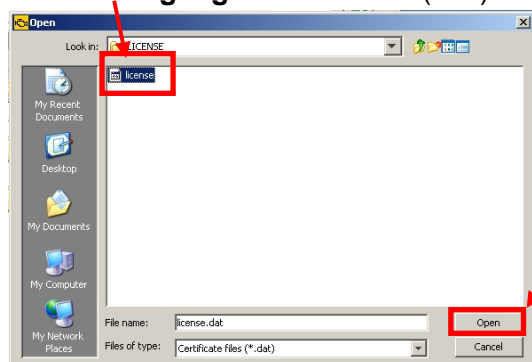 Open
Look in:
LICENSE
license
My Recent
Documents
Desktop
My Documents
My Computer
My Network
Places
File name:
license.dat
Open
Files of type:
Certificate files (*.dat)
Cancel